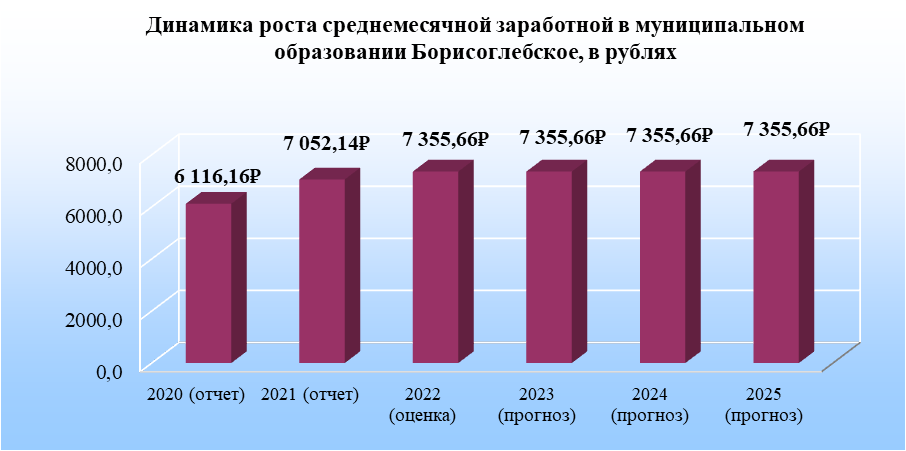 Динамика роста среднемесячной заработной в муниципальном
образовании Борисоглебское, в рублях
6 116,16₽
7 052,14₽
7 355,66₽
7 355,66₽
7 355,66₽
7 355,66₽
8000,0
6000,0
4000,0
2000,0
0,0
2020 (отчет)
2021 (отчет)
2022
(оценка)
2023
(прогноз)
2024
(прогноз)
2025
(прогноз)